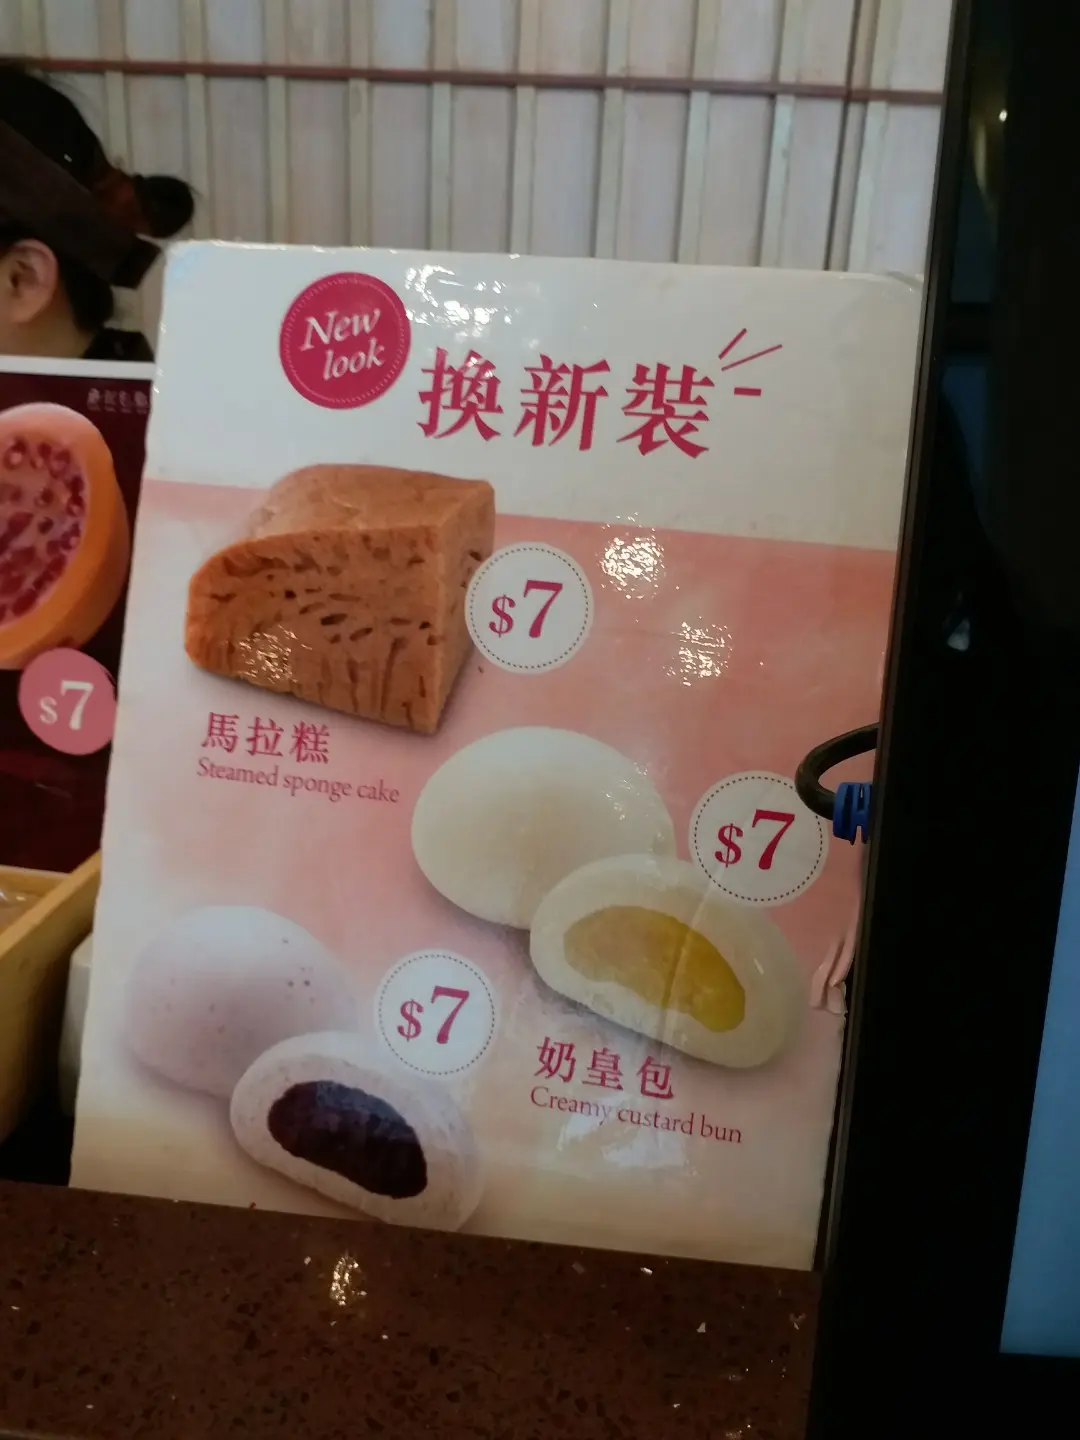 New
look
換新裝
$7
馬拉糕
Steamed sponge cake
$7
$7
奶皇包
Creamy custard bun
$7